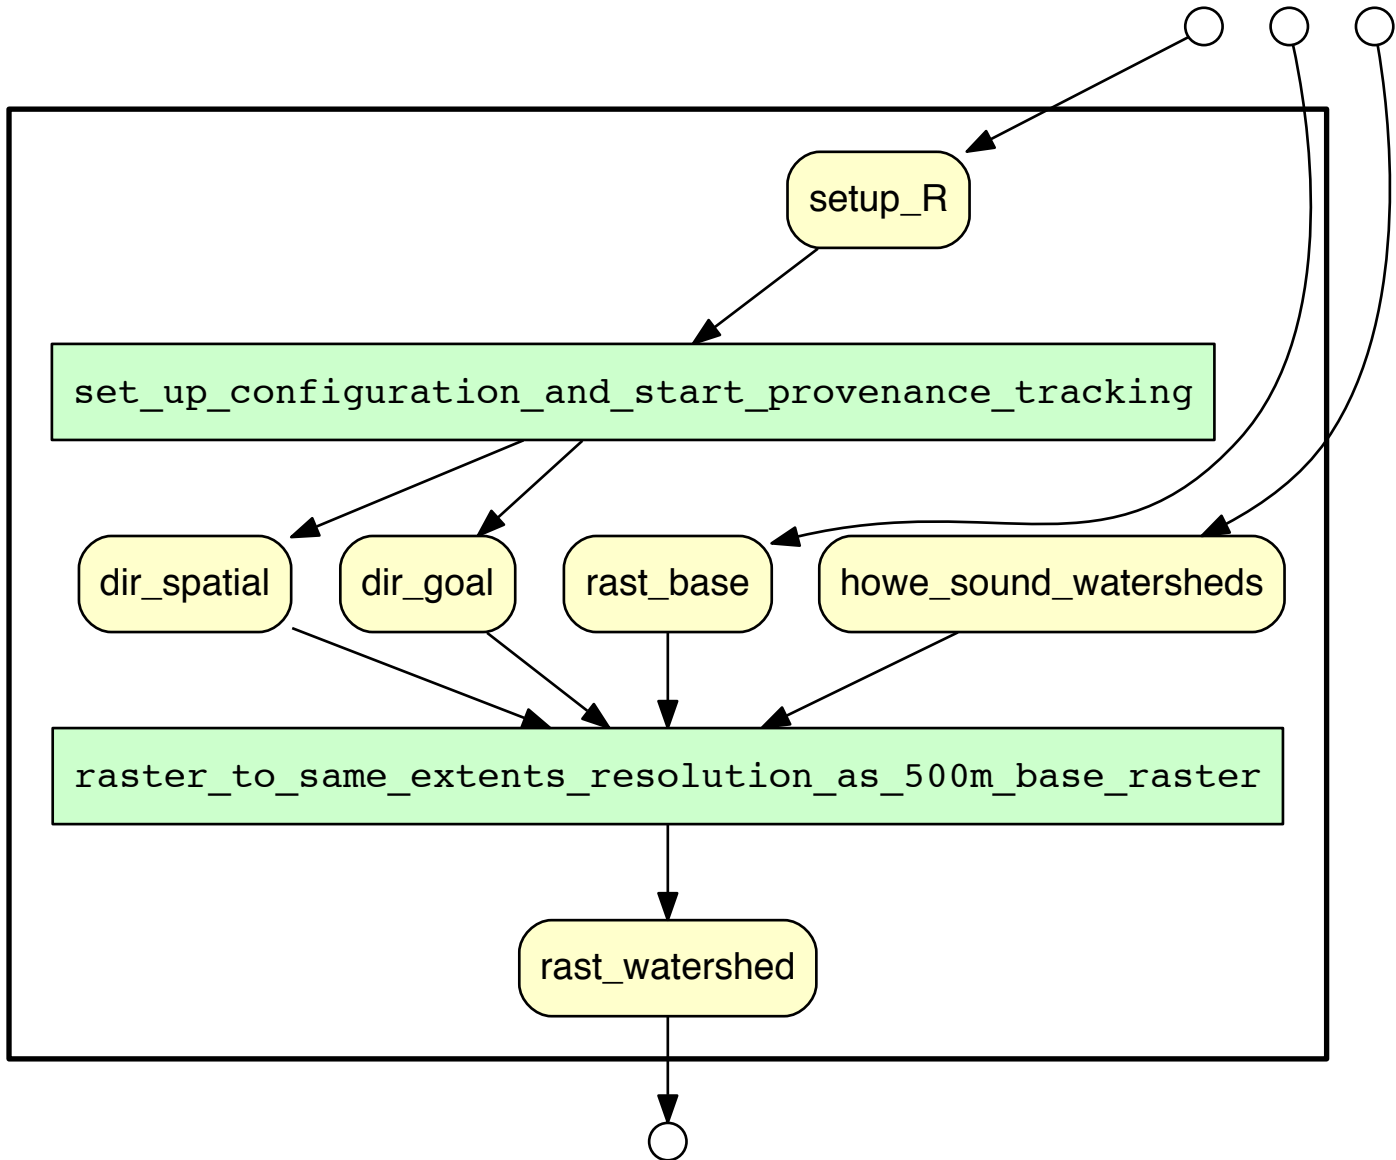 setup_R
set_up_configuration_and_start_provenance_tracking
dir_spatial
dir_goal
rast_base
howe_sound_watersheds
raster_to_same_extents_resolution_as_500m_base_raster
rast_watershed